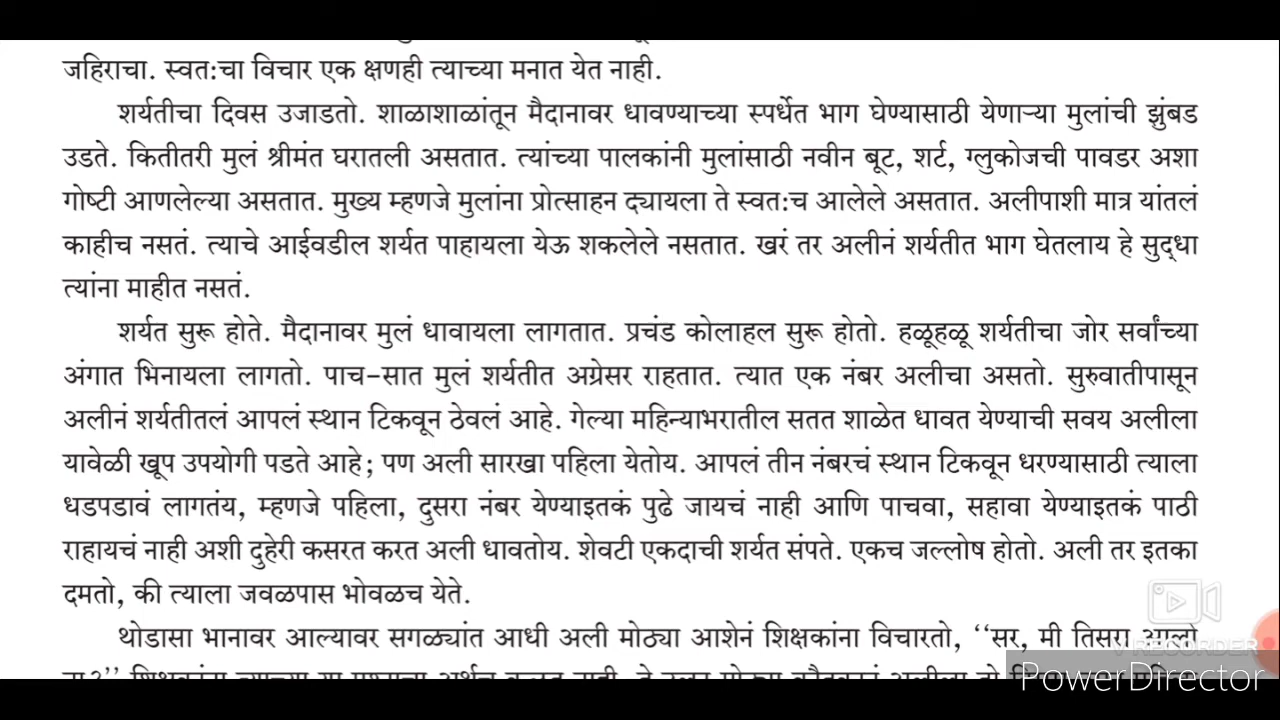 जहिराचा. स्वत:चा विचार एक क्षणही त्याच्या मनात येत नाही.
शर्यतीचा दिवस उजाडतो. शाळाशाळांतून मैदानावर धावण्याच्या स्पर्धेत भाग घेण्यासाठी येणाऱ्या मुलांची झुंबड
उडते. कितीतरी मुलं श्रीमंत घरातली असतात. त्यांच्या पालकांनी मुलांसाठी नवीन बूट, शर्ट, ग्लुकोजची पावडर अशा
गोष्टी आणलेल्या असतात. मुख्य म्हणजे मुलांना प्रोत्साहन द्यायला ते स्वत:च आलेले असतात. अलीपाशी मात्र यांतलं
काहीच नसतं. त्याचे आईवडील शर्यत पाहायला येऊ शकलेले नसतात. खरं तर अलीनं शर्यतीत भाग घेतलाय हे सुद्धा
त्यांना माहीत नसतं.
शर्यत सुरू होते. मैदानावर मुलं धावायला लागतात. प्रचंड कोलाहल सुरू होतो. हळूहळू शर्यतीचा जोर सर्वांच्या
अंगात भिनायला लागतो. पाच-सात मुलं शर्यतीत अग्रेसर राहतात. त्यात एक नंबर अलीचा असतो. सुरुवातीपासून
अलीनं शर्यतीतलं आपलं स्थान टिकवून ठेवलं आहे. गेल्या महिन्याभरातील सतत शाळेत धावत येण्याची सवय अलीला
यावेळी खूप उपयोगी पडते आहे; पण अली सारखा पहिला येतोय. आपलं तीन नंबरचं स्थान टिकवून धरण्यासाठी त्याला
धडपडावं लागतंय, म्हणजे पहिला, दुसरा नंबर येण्याइतकं पुढे जायचं नाही आणि पाचवा, सहावा येण्याइतकं पाठी
राहायचं नाही अशी दुहेरी कसरत करत अली धावतोय. शेवटी एकदाची शर्यत संपते. एकच जल्लोष होतो. अली तर इतका
दमतो, की त्याला जवळपास भोवळच येते.
थोडासा भानावर आल्यावर सगळ्यांत आधी अली मोठ्या आशेनं शिक्षकांना विचारतो, ‘‘सर, मी तिसरा आलो
V RECORDER
PowerDirector